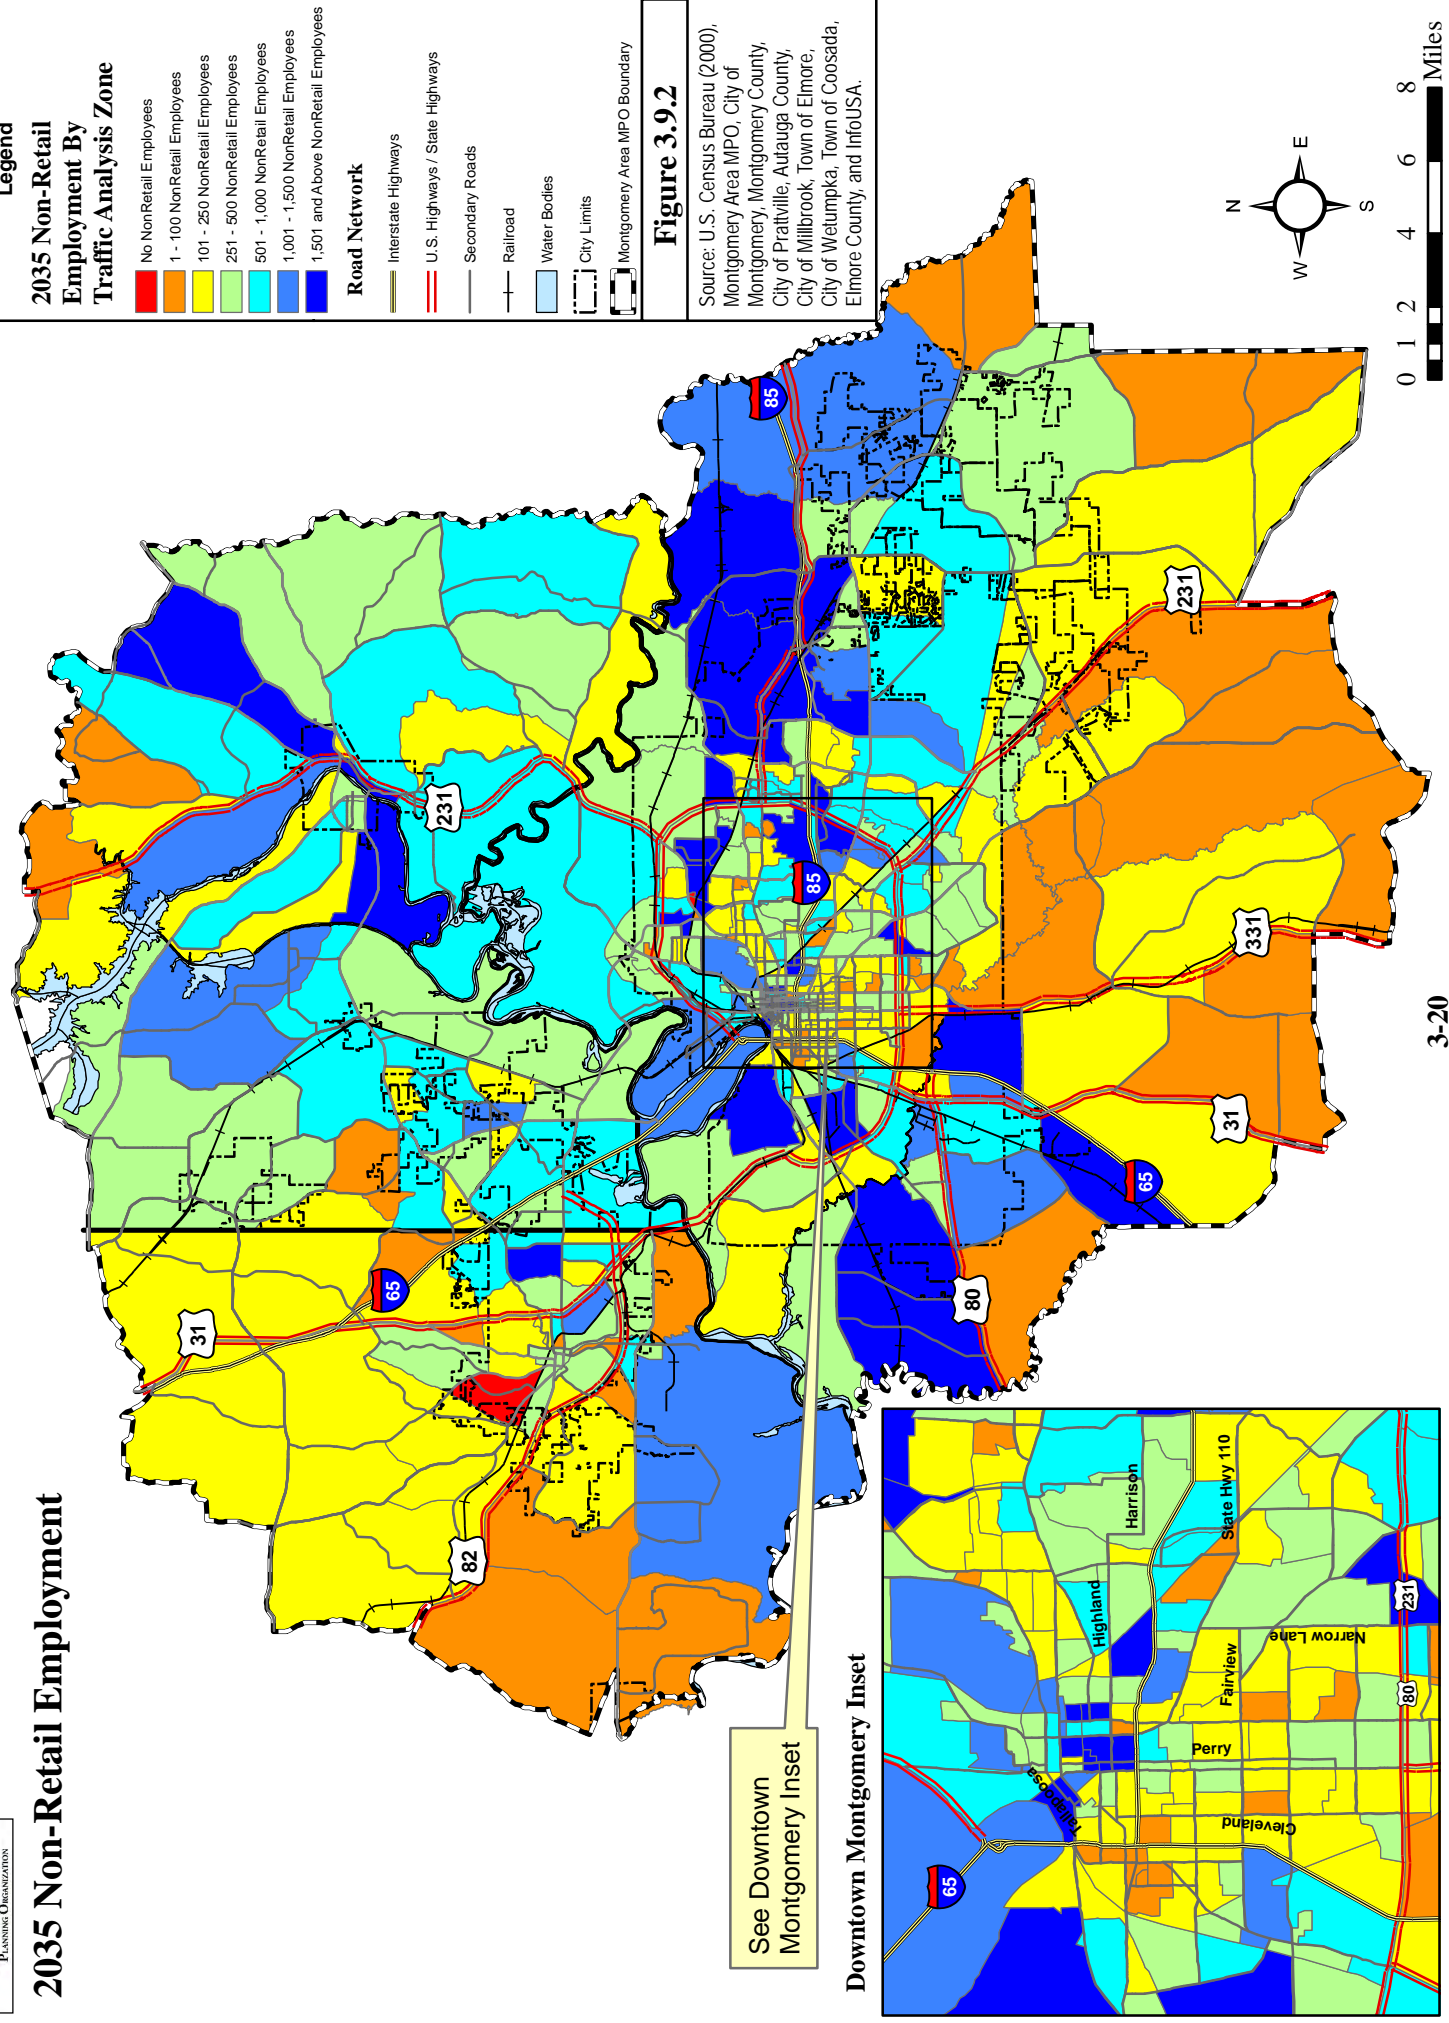 PLANNING ORGANIZATION
2035 Non-Retail Employment
Legend
2035 Non-Retail
Employment By
Traffic Analysis Zone
No NonRetail Employees
1 - 100 NonRetail Employees
101 - 250 NonRetail Employees
251 - 500 NonRetail Employees
501 - 1,000 NonRetail Employees
1,001 - 1,500 NonRetail Employees
1,501 and Above NonRetail Employees
Road Network
Interstate Highways
U.S. Highways / State Highways
Secondary Roads
Railroad
Water Bodies
City Limits
Montgomery Area MPO Boundary
Figure 3.9.2
Source: U.S. Census Bureau (2000),
Montgomery Area MPO, City of
Montgomery, Montgomery County,
City of Prattville, Autauga County,
City of Millbrook, Town of Elmore,
City of Wetumpka, Town of Coosada,
Elmore County, and InfoUSA.
31
65
82
231
85
85
80
65
31
331
231
See Downtown
Montgomery Inset
Downtown Montgomery Inset
65
Tallapoosa
Highland
Harrison
State Hwy 110
Perry
Fairview
Cleveland
Narrow Lane
80
231
N
W
E
S
0 1 2 4 6 8
Miles
3-20